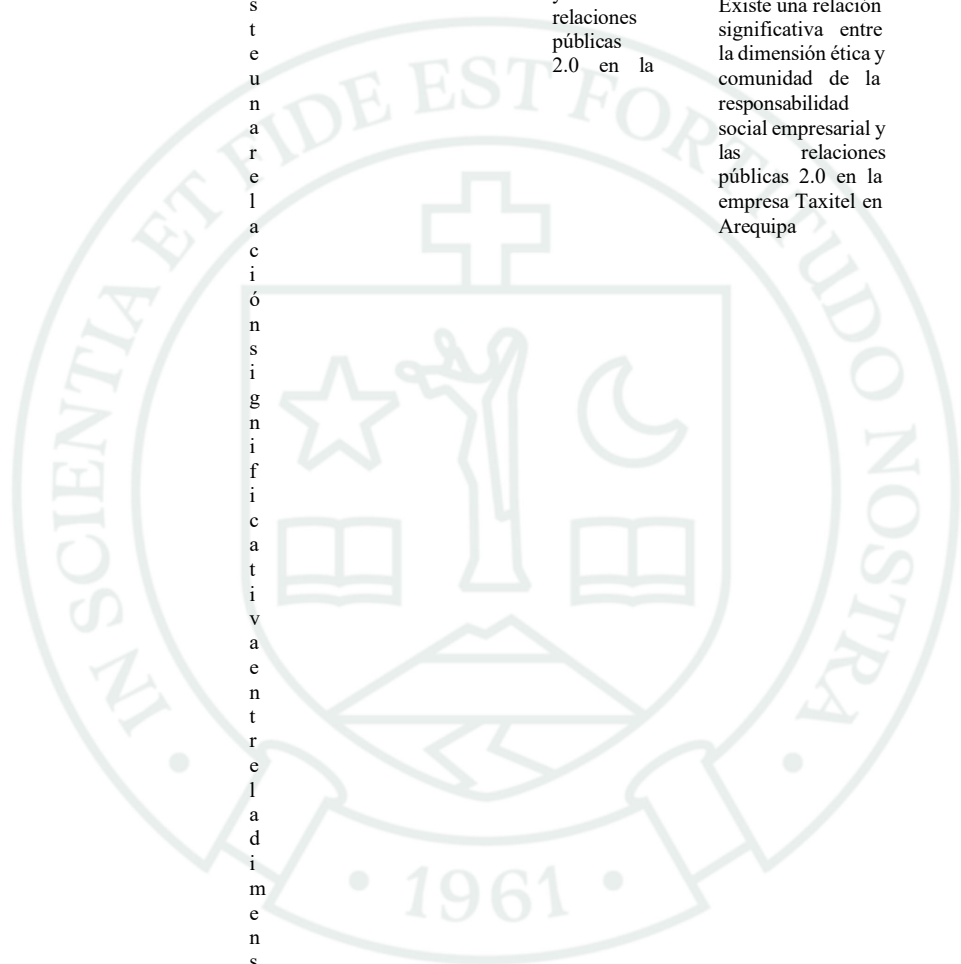 s
t
e
u
n
a
r
e
l
a
c
i
ó
n
s
i
g
n
i
f
i
c
a
t
i
v
a
e
n
t
r
e
l
a
d
i
m
e
n
s
relaciones
públicas
2.0 en la
Existe una relación
significativa entre
la dimensión ética y
comunidad de la
responsabilidad
social empresarial y
las relaciones
públicas 2.0 en la
empresa Taxitel en
Arequipa
IN SCIENTIA ET FIDE EST FORTITUDO NOSTRA
• 1961 •